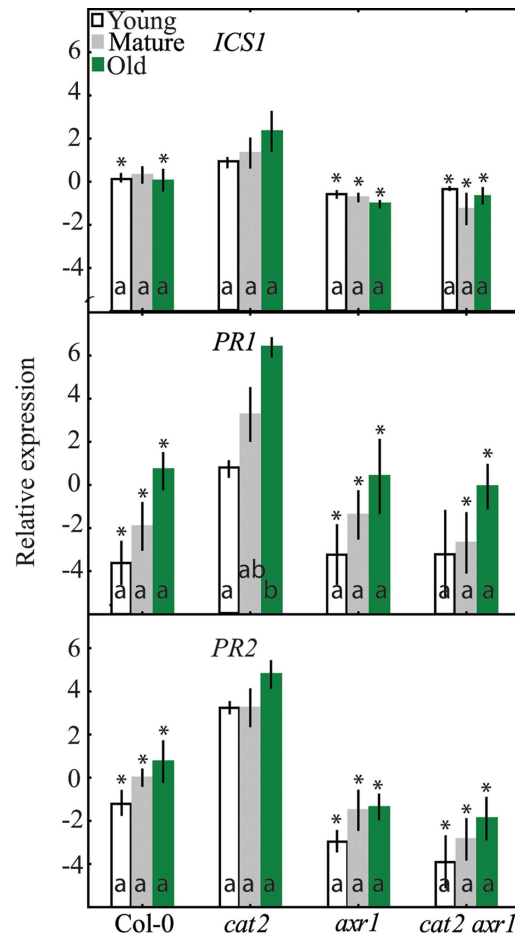 Young
6
Mature
ICS1
Old
4
2
* *
0
* * * * * *
-2
-4
a a a a a a a a a a a a
PR1
6
4
Relative expression
2
* *
0
* * *
-2
* * * *
-4
ab
a a a a b a a a a a a
PR2
6
4
2
* * *
0
* *
-2
* * * *
-4
a a a a a a a a a a a a
Col-0 cat2 axr1 cat2 axr1